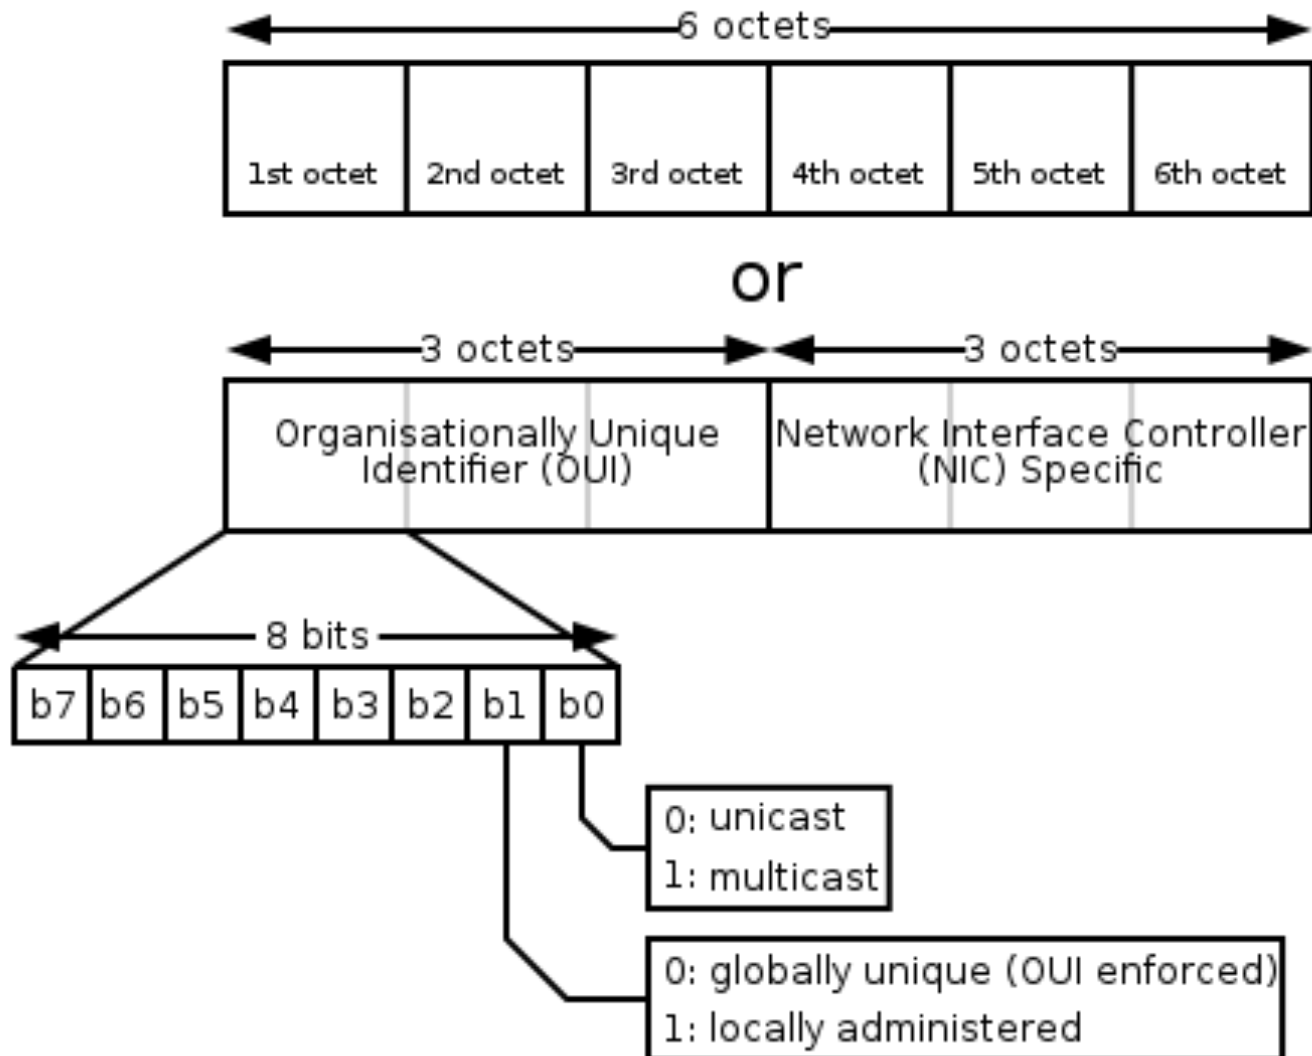 6 octets
1st octet 2nd octet 3rd octet 4th octet 5th octet 6th octet
or
3 octets 3 octets
Organisationally Unique
Identifier (OUI)
Network Interface Controller
(NIC) Specific
8 bits
b7 b6 b5 b4 b3 b2 b1 b0
0: unicast
1: multicast
0: globally unique (OUI enforced)
1: locally administered